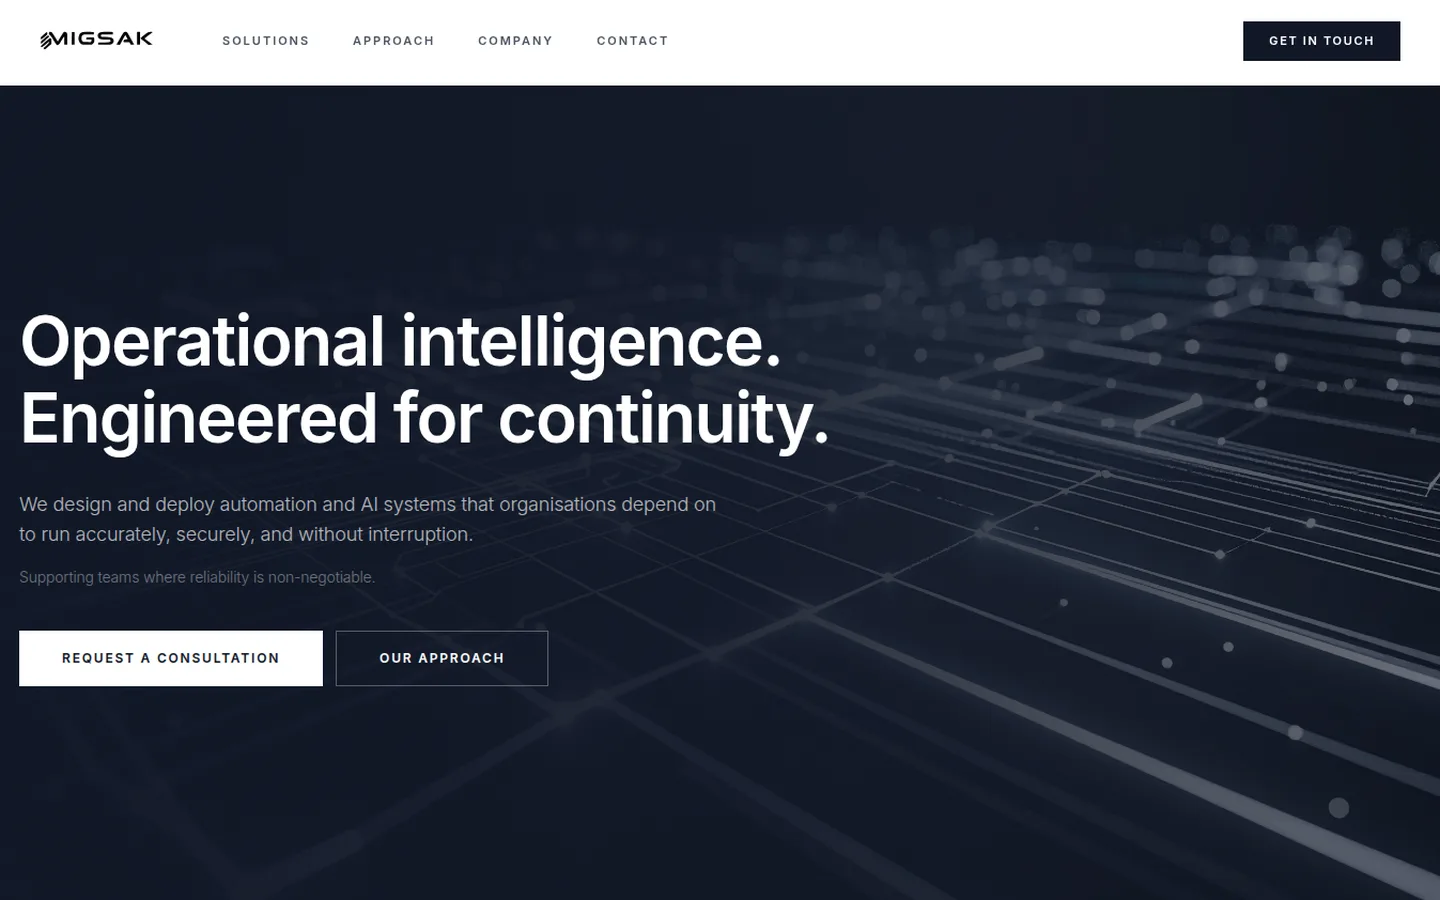 MIGSAK
SOLUTIONS
APPROACH
COMPANY
CONTACT
GET IN TOUCH
Operational intelligence.
Engineered for continuity.
We design and deploy automation and AI systems that organisations depend on
to run accurately, securely, and without interruption.
Supporting teams where reliability is non-negotiable.
REQUEST A CONSULTATION
OUR APPROACH